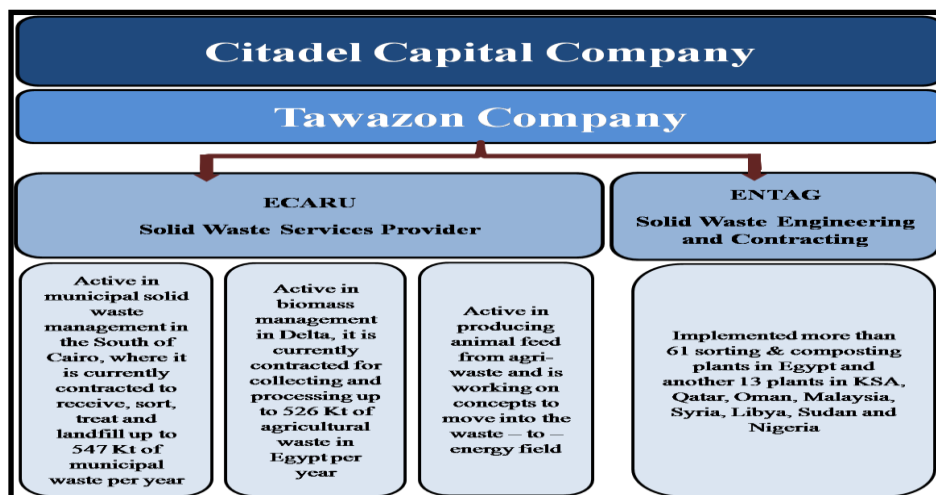 Citadel Capital Company
Tawazon Company
ECARU
Solid Waste Services Provider
ENTAG
Solid Waste Engineering
and Contracting
Active in
municipal solid
waste
management in
the South of
Cairo, where it
is currently
contracted to
receive, sort,
treat and
landfill up to
547 Kt of
municipal
waste per year
Active in
biomass
management
in Delta, it is
currently
contracted for
collecting and
processing up
to 526 Kt of
agricultural
waste in
Egypt per
year
Active in
producing
animal feed
from agri-
waste and is
working on
concepts to
move into the
waste – to –
energy field
Implemented more than
61 sorting & composting
plants in Egypt and
another 13 plants in KSA,
Qatar, Oman, Malaysia,
Syria, Libya, Sudan and
Nigeria